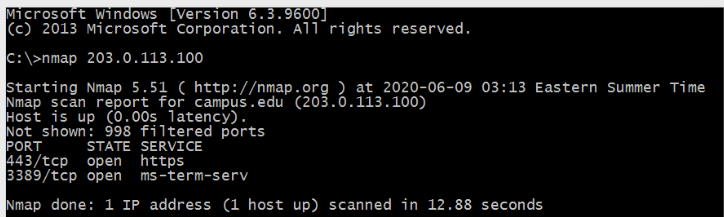 Microsoft Windows [Version 6.3.9600]
(c) 2013 Microsoft Corporation. All rights reserved.
C:\>nmap 203.0.113.100
Starting Nmap 5.51 ( http://nmap.org ) at 2020-06-09 03:13 Eastern Summer Time
Nmap scan report for campus.edu (203.0.113.100)
Host is up (0.00s latency).
Not shown: 998 filtered ports
PORT     STATE SERVICE
443/tcp  open  https
3389/tcp open  ms-term-serv
Nmap done: 1 IP address (1 host up) scanned in 12.88 seconds